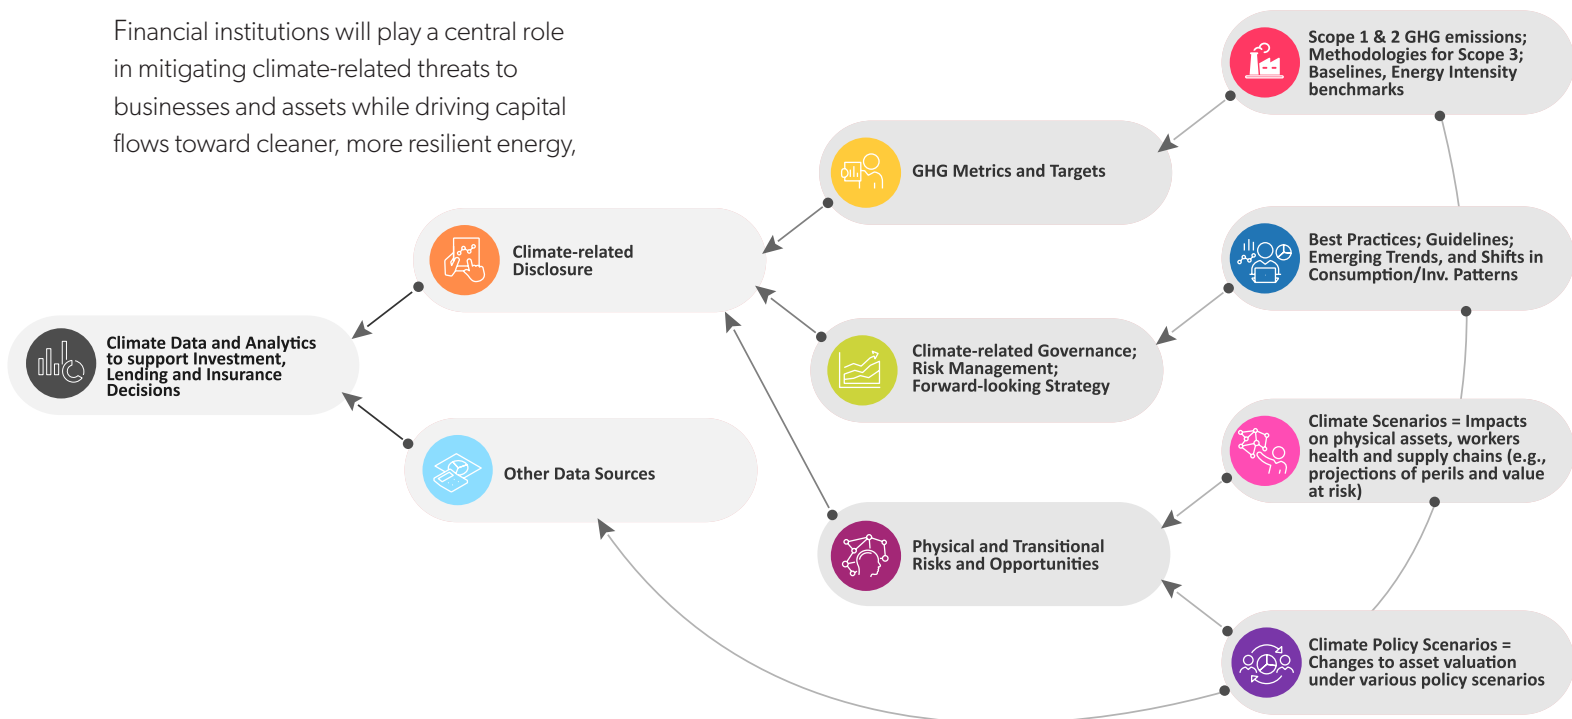 Financial institutions will play a central role
in mitigating climate-related threats to
businesses and assets while driving capital
flows toward cleaner, more resilient energy,
Climate Data and Analytics
to support Investment,
Lending and Insurance
Decisions
Climate-related
Disclosure
Other Data Sources
GHG Metrics and Targets
Climate-related Governance;
Risk Management;
Forward-looking Strategy
Physical and Transitional
Risks and Opportunities
Scope 1 & 2 GHG emissions;
Methodologies for Scope 3;
Baselines, Energy Intensity
benchmarks
Best Practices; Guidelines;
Emerging Trends, and Shifts in
Consumption/Inv. Patterns
Climate Scenarios = Impacts
on physical assets, workers
health and supply chains (e.g.,
projections of perils and value
at risk)
Climate Policy Scenarios =
Changes to asset valuation
under various policy scenarios